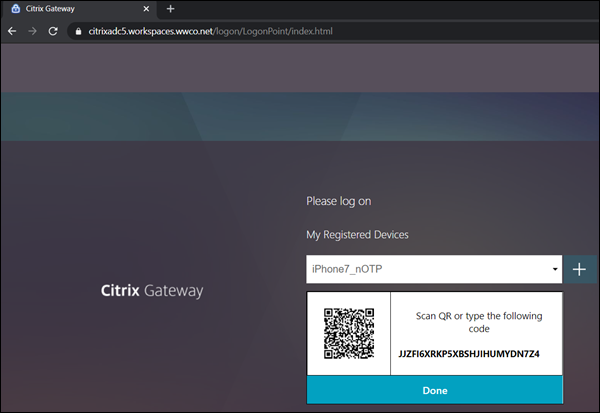 Citrix Gateway
citrixadc5.workspaces.wwco.net/logon/LogonPoint/index.html
Please log on
My Registered Devices
iPhone7_nOTP
Citrix Gateway
Scan QR or type the following
code
JJZFI6XRKP5XBSHJIHUMYDN7Z4
Done